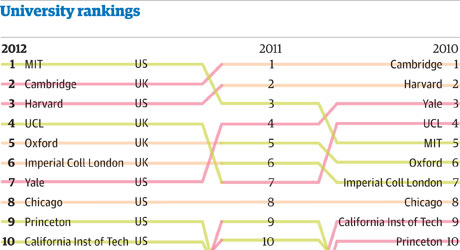 University rankings
2012 2011 2010
1 MIT US 1 Cambridge 1
2 Cambridge UK 2 Harvard 2
3 Harvard US 3 Yale 3
4 UCL UK 4 UCL 4
5 Oxford UK 5 MIT 5
6 Imperial Coll London UK 6 Oxford 6
7 Yale US 7 Imperial Coll London 7
8 Chicago US 8 Chicago 8
9 Princeton US 9 California Inst of Tech 9
10 California Inst of Tech US 10 Princeton 10